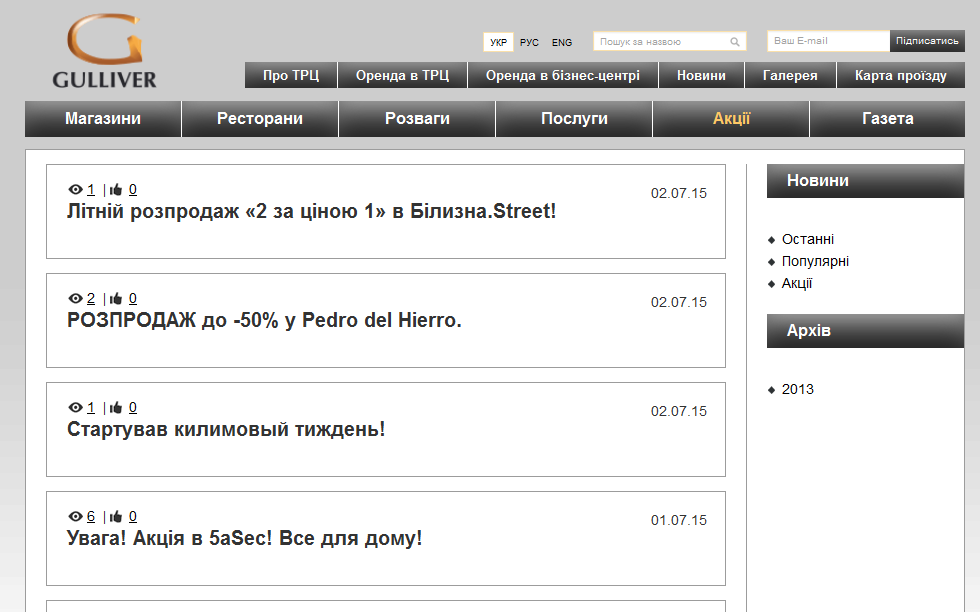 GULLIVER
УКР РУС ENG Пошук за назвою Ваш E-mail Підписатись
Про ТРЦ Оренда в ТРЦ Оренда в бізнес-центрі Новини Галерея Карта проїзду
Магазини Ресторани Розваги Послуги Акції Газета
1 | 0
02.07.15
Літній розпродаж «2 за ціною 1» в Білизна.Street!
2 | 0
02.07.15
РОЗПРОДАЖ до -50% у Pedro del Hierro.
1 | 0
02.07.15
Стартував килимовый тиждень!
6 | 0
01.07.15
Увага! Акція в 5aSec! Все для дому!
Новини
Останні
Популярні
Акції
Архів
2013